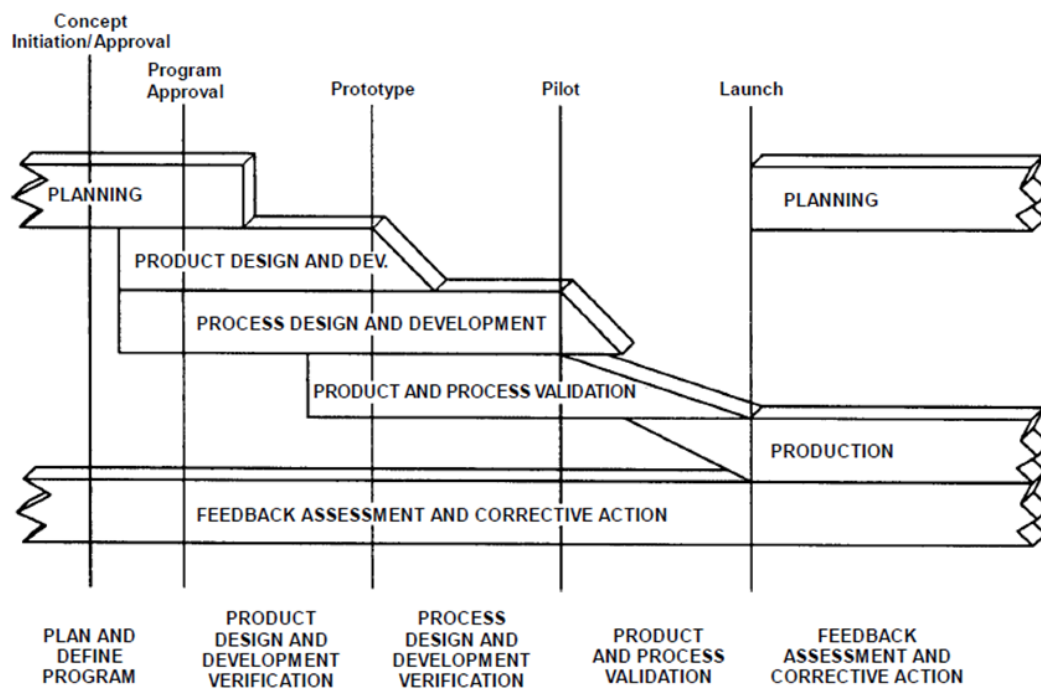 Concept
Initiation/Approval
Program
Approval
Prototype
Pilot
Launch
PLANNING
PLANNING
PRODUCT DESIGN AND DEV.
PROCESS DESIGN AND DEVELOPMENT
PRODUCT AND PROCESS VALIDATION
PRODUCTION
FEEDBACK ASSESSMENT AND CORRECTIVE ACTION
PLAN AND
DEFINE
PROGRAM
PRODUCT
DESIGN AND
DEVELOPMENT
VERIFICATION
PROCESS
DESIGN AND
DEVELOPMENT
VERIFICATION
PRODUCT
AND PROCESS
VALIDATION
FEEDBACK
ASSESSMENT AND
CORRECTIVE ACTION